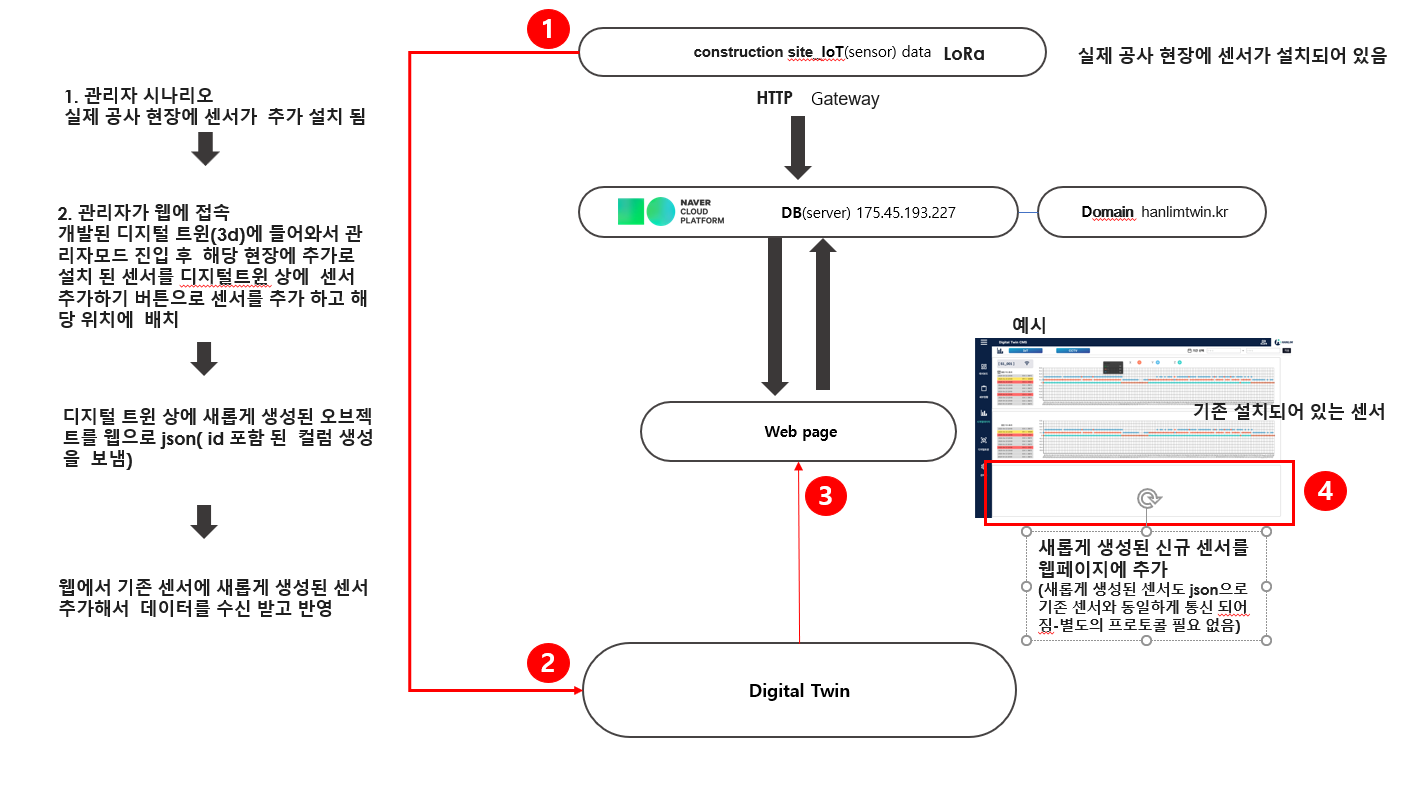 1
construction site_IoT(sensor) data LoRa
실제 공사 현장에 센서가 설치되어 있음
1. 관리자 시나리오
실제 공사 현장에 센서가 추가 설치 됨
HTTP Gateway
2. 관리자가 웹에 접속
개발된 디지털 트윈(3d)에 들어와서 관
리자모드 진입 후 해당 현장에 추가로
설치 된 센서를 디지털트윈 상에 센서
추가하기 버튼으로 센서를 추가 하고 해
당 위치에 배치
NAVER
CLOUD
PLATFORM
DB(server) 175.45.193.227
Domain hanlimtwin.kr
예시
디지털 트윈 상에 새롭게 생성된 오브젝
트를 웹으로 json( id 포함 된 컬럼 생성
을 보냄)
Web page
기존 설치되어 있는 센서
3
4
새롭게 생성된 신규 센서를
웹페이지에 추가
(새롭게 생성된 센서도 json으로
기존 센서와 동일하게 통신 되어
짐-별도의 프로토콜 필요 없음)
웹에서 기존 센서에 새롭게 생성된 센서
추가해서 데이터를 수신 받고 반영
2
Digital Twin